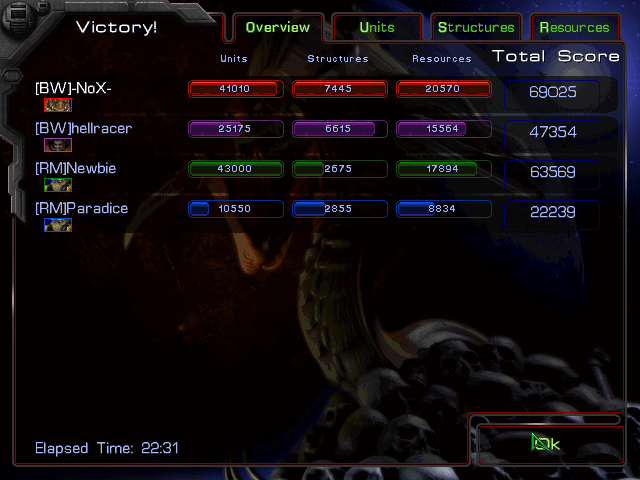 Victory!
Overview Units Structures Resources
Units Structures Resources Total Score
[BW]-NoX- 41010 7445 20570 69025
[BW]hellracer 25175 6615 15564 47354
[RM]Newbie 43000 2675 17894 63569
[RM]Paradice 10550 2855 8834 22239
Elapsed Time: 22:31
Ok